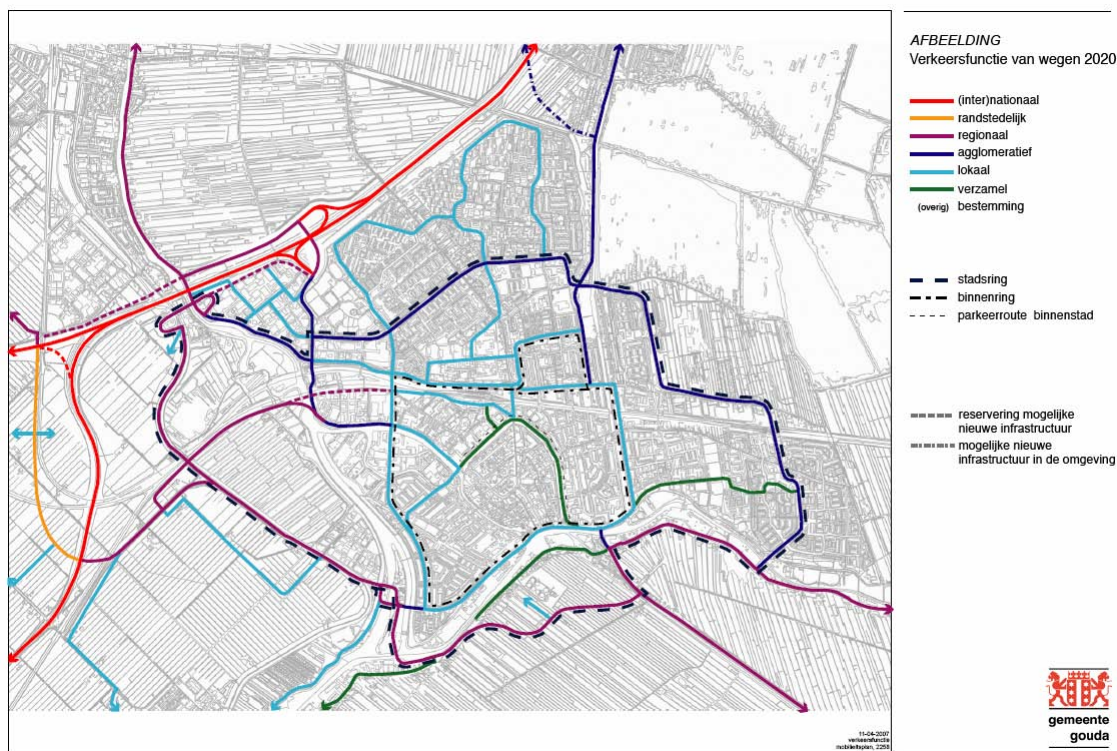 AFBEELDING
Verkeersfunctie van wegen 2020
(inter)nationaal
randstedelijk
regionaal
agglomeratief
lokaal
verzamel
(overig) bestemming
stadsring
binnenring
parkeerroute binnenstad
reservering mogelijke
nieuwe infrastructuur
mogelijke nieuwe
infrastructuur in de omgeving
11-04-2007
verkeersfunctie
mobiliteitsplan, 2258
gemeente
gouda